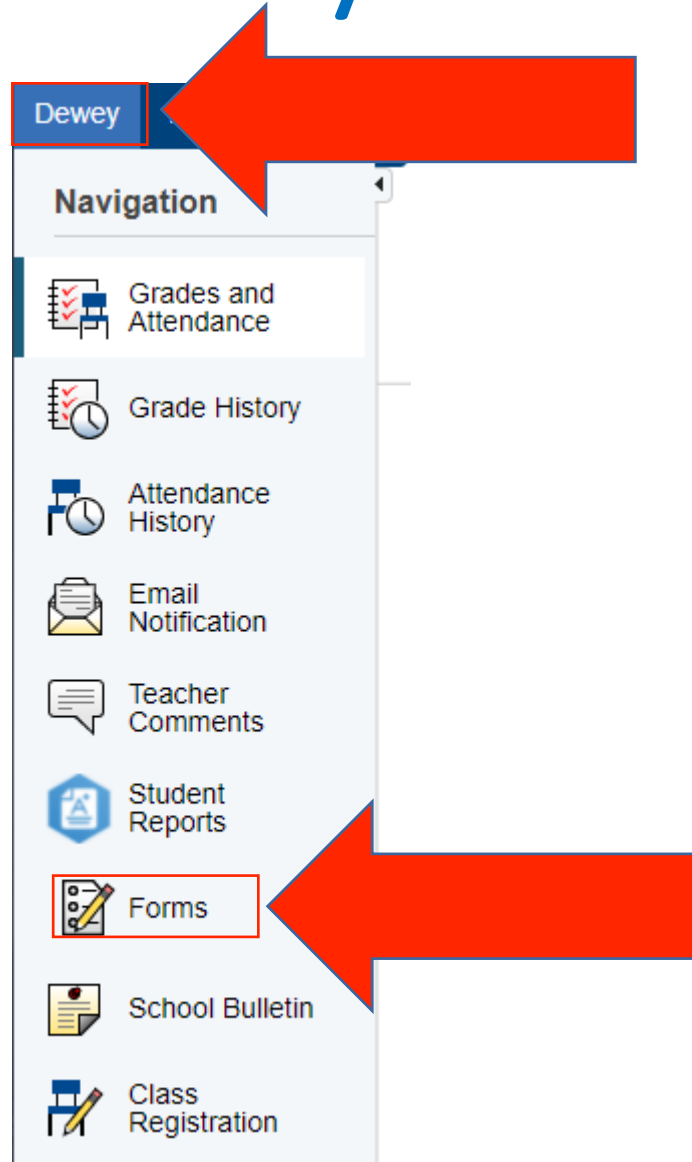 Dewey
Navigation
Grades and
Attendance
Grade History
Attendance
History
Email
Notification
Teacher
Comments
Student
Reports
Forms
School Bulletin
Class
Registration